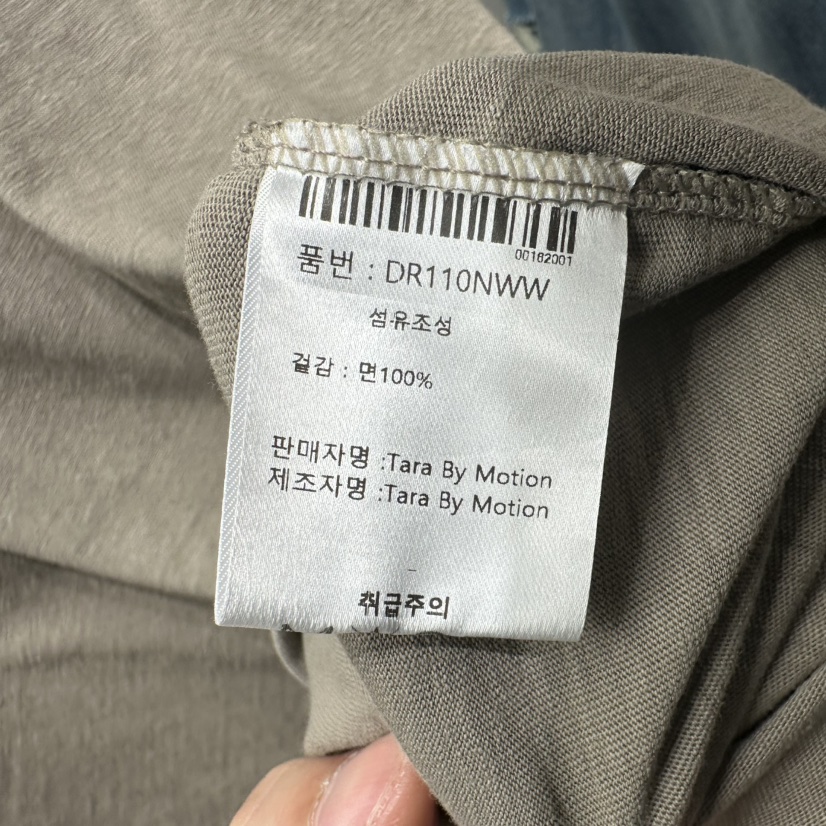 00182001
품번 : DR110NWW
섬유조성
겉감 : 면100%
판매자명 :Tara By Motion
제조자명 :Tara By Motion
취급주의